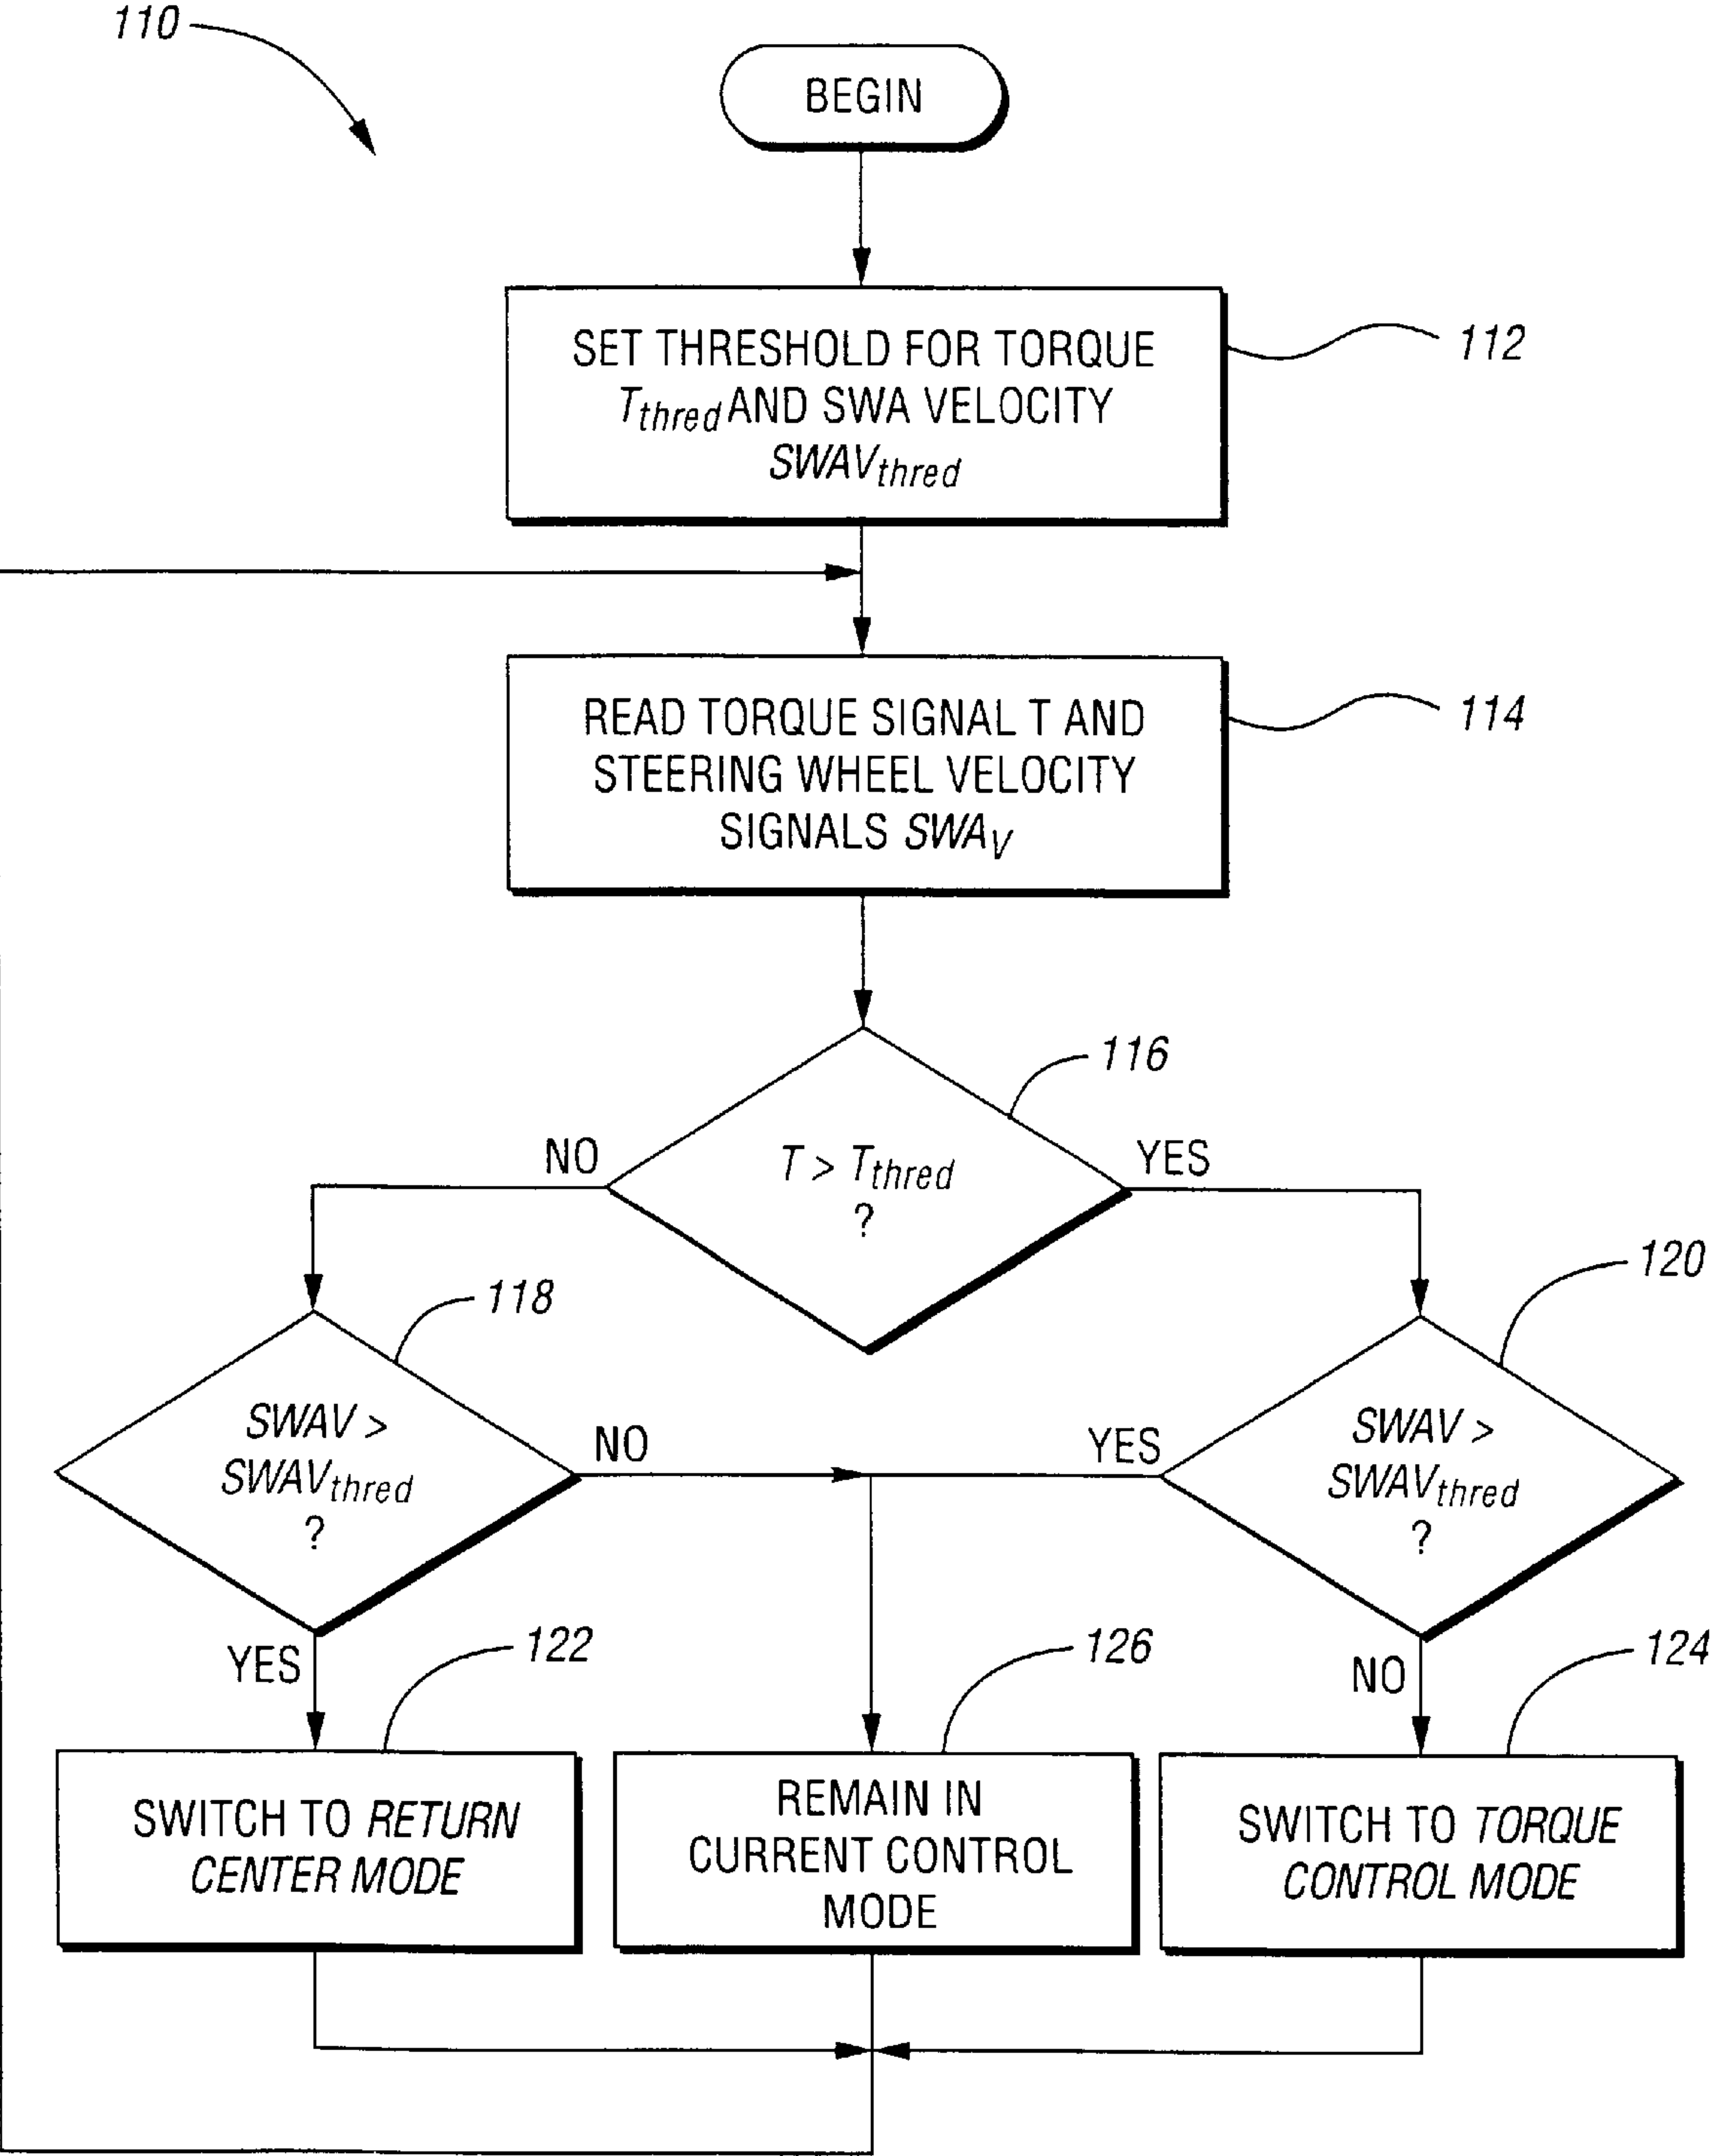 110
BEGIN
SET THRESHOLD FOR TORQUE
Tthred AND SWA VELOCITY
SWAVthred
112
READ TORQUE SIGNAL T AND
STEERING WHEEL VELOCITY
SIGNALS SWAV
114
116
NO
T > Tthred
?
YES
118
120
SWAV >
SWAVthred
?
NO
YES
SWAV >
SWAVthred
?
YES
122
126
NO
124
SWITCH TO RETURN
CENTER MODE
REMAIN IN
CURRENT CONTROL
MODE
SWITCH TO TORQUE
CONTROL MODE